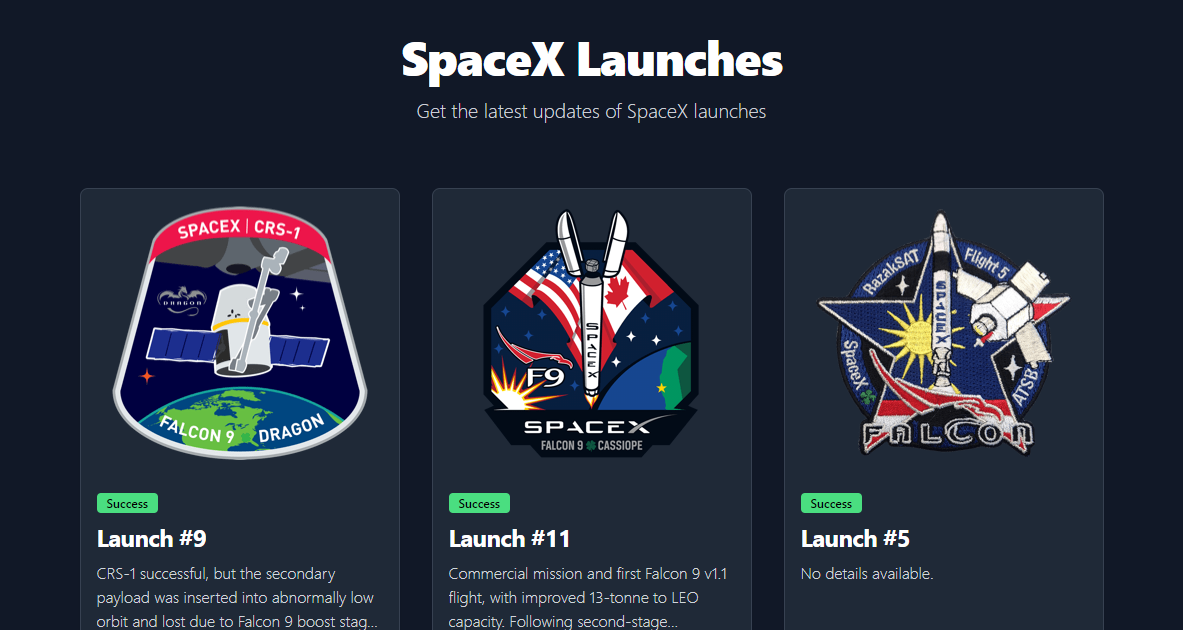 SpaceX Launches
Get the latest updates of SpaceX launches
SPACEX | CRS-1
DRAGON
FALCON 9 DRAGON
SPACEX
F9
SPACEX
FALCON 9 CASSIOPE
RazakSAT
Flight 5
SPACEX
SpaceX
ATSB
FALCON
Success
Launch #9
CRS-1 successful, but the secondary
payload was inserted into abnormally low
orbit and lost due to Falcon 9 boost stag...
Success
Launch #11
Commercial mission and first Falcon 9 v1.1
flight, with improved 13-tonne to LEO
capacity. Following second-stage...
Success
Launch #5
No details available.